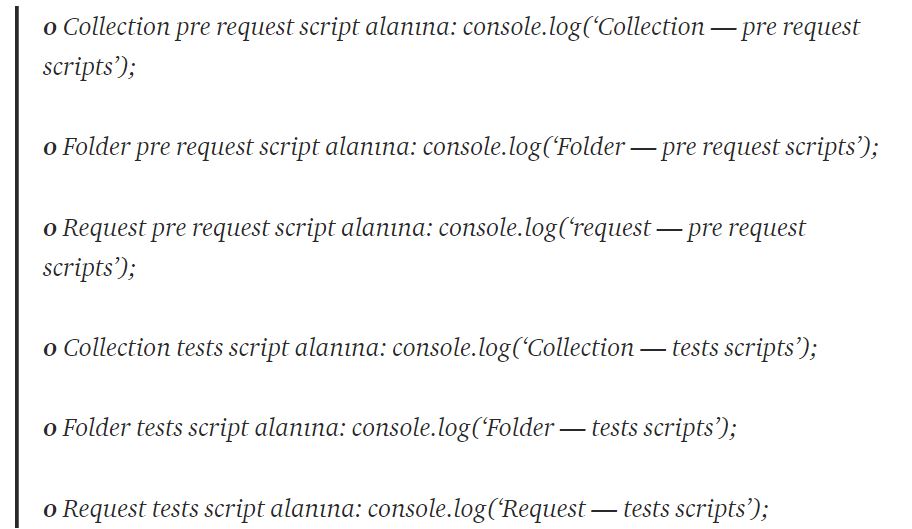 o Collection pre request script alanına: console.log(‘Collection — pre request
scripts’);
o Folder pre request script alanına: console.log(‘Folder — pre request scripts’);
o Request pre request script alanına: console.log(‘request — pre request
scripts’);
o Collection tests script alanına: console.log(‘Collection — tests scripts’);
o Folder tests script alanına: console.log(‘Folder — tests scripts’);
o Request tests script alanına: console.log(‘Request — tests scripts’);